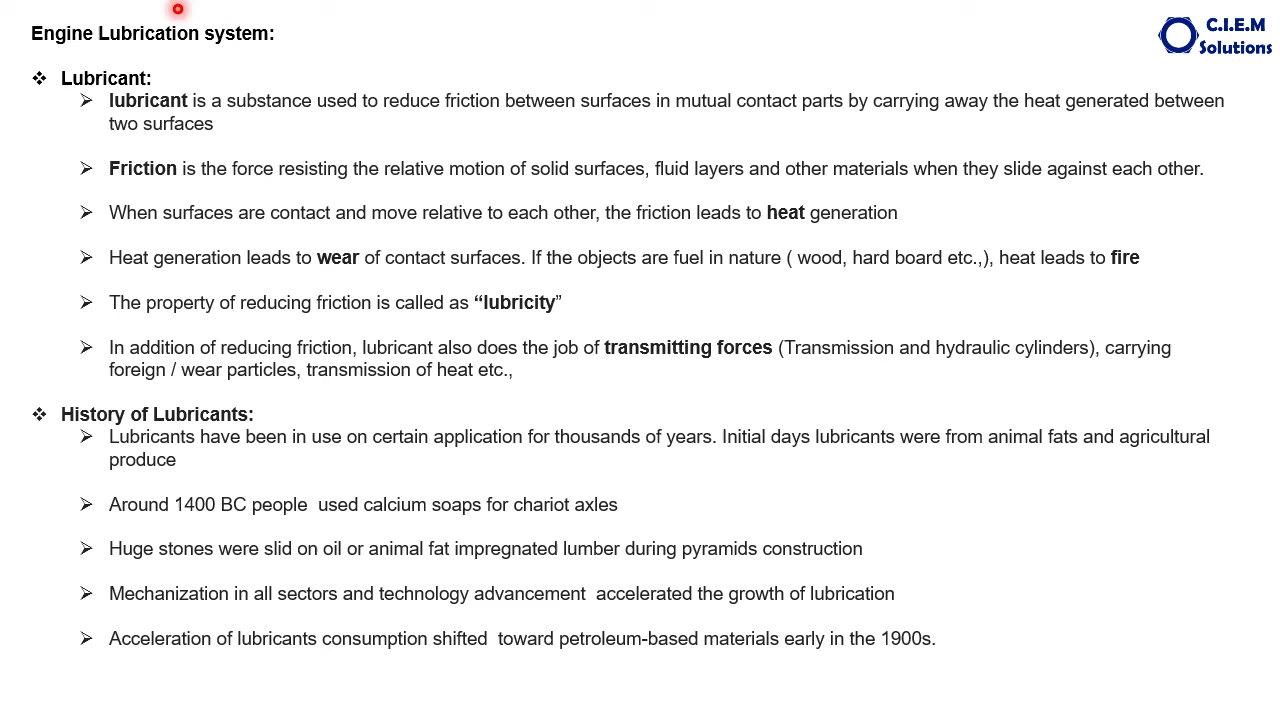 Engine Lubrication system:
C.I.E.M
Solutions
❖ Lubricant:
➢ lubricant is a substance used to reduce friction between surfaces in mutual contact parts by carrying away the heat generated between
two surfaces
➢ Friction is the force resisting the relative motion of solid surfaces, fluid layers and other materials when they slide against each other.
➢ When surfaces are contact and move relative to each other, the friction leads to heat generation
➢ Heat generation leads to wear of contact surfaces. If the objects are fuel in nature ( wood, hard board etc.,), heat leads to fire
➢ The property of reducing friction is called as “lubricity”
➢ In addition of reducing friction, lubricant also does the job of transmitting forces (Transmission and hydraulic cylinders), carrying
foreign / wear particles, transmission of heat etc.,
❖ History of Lubricants:
➢ Lubricants have been in use on certain application for thousands of years. Initial days lubricants were from animal fats and agricultural
produce
➢ Around 1400 BC people  used calcium soaps for chariot axles
➢ Huge stones were slid on oil or animal fat impregnated lumber during pyramids construction
➢ Mechanization in all sectors and technology advancement  accelerated the growth of lubrication
➢ Acceleration of lubricants consumption shifted  toward petroleum-based materials early in the 1900s.